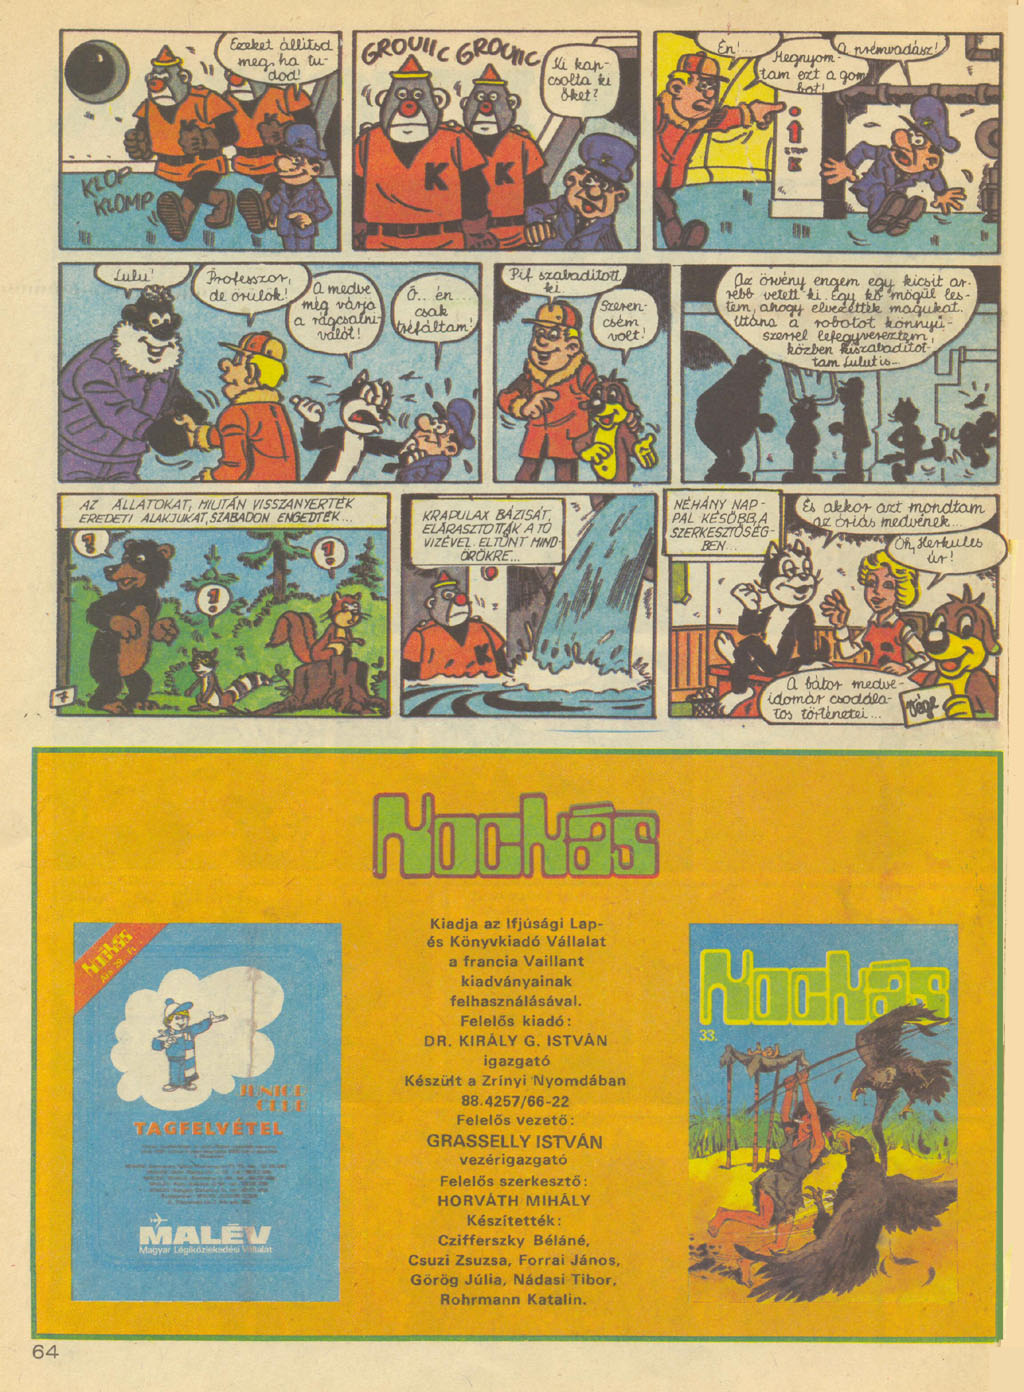 Ezeket állítsd
meg, ha tu-
dod!
KLOP
KLOMP
GROUIIC GROUIIC
Ki kap-
csolta ki
őket?
K
K
Én!...
Megnyom-
tam ezt a gom
bot!
A prémvadász!
STOP
K
Lulu!
Professzor,
de örülök!
A medve
még várja
a rágcsálni-
valót!
Ő... én...
csak
tréfáltam!
Pif szabadított
ki.
Szeren-
csém
volt!
Az örvény engem egy kicsit ar-
rébb vetett ki. Egy kő mögül les-
tem, ahogy elvezették magukat.
Utána a robotot könnyű-
szerrel lefegyvereztem,
közben kiszabadítot-
tam Lulut is...
AZ ÁLLATOKAT, MIUTÁN VISSZANYERTÉK
EREDETI ALAKJUKAT, SZABADON ENGEDTÉK...
7
KRAPULAX BÁZISÁT,
ELÁRASZTOTTÁK A TÓ
VIZÉVEL. ELTŰNT MIND-
ÖRÖKRE...
K
NÉHÁNY NAP-
PAL KÉSŐBB, A
SZERKESZTŐSÉG-
BEN...
És akkor azt mondtam
az óriás medvének...
Óh, Herkules
úr!
A bátor medve-
idomár csodála-
tos történetei...
Vége
Kockás
Kiadja az Ifjúsági Lap-
és Könyvkiadó Vállalat
a francia Vaillant
kiadványainak
felhasználásával.
Felelős kiadó:
DR. KIRÁLY G. ISTVÁN
igazgató
Készült a Zrínyi Nyomdában
88.4257/66-22
Felelős vezető:
GRASSELLY ISTVÁN
vezérigazgató
Felelős szerkesztő:
HORVÁTH MIHÁLY
Készítették:
Czifferszky Béláné,
Csuzi Zsuzsa, Forrai János,
Görög Júlia, Nádasi Tibor,
Rohrmann Katalin.
Kockás
JUNIOR
CLUB
TAGFELVÉTEL
MALÉV
Magyar Légiközlekedési Vállalat
Kockás
33.
64